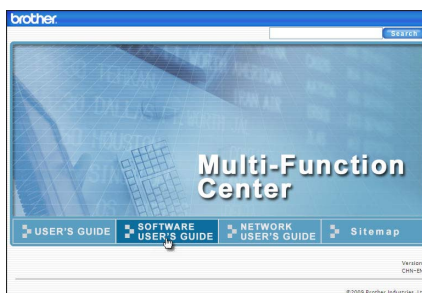 brother.
Search
Multi-Function
Center
USER'S GUIDE
SOFTWARE
USER'S GUIDE
NETWORK
USER'S GUIDE
Sitemap
Version
CHN-EN
©2009 Brother Industries,